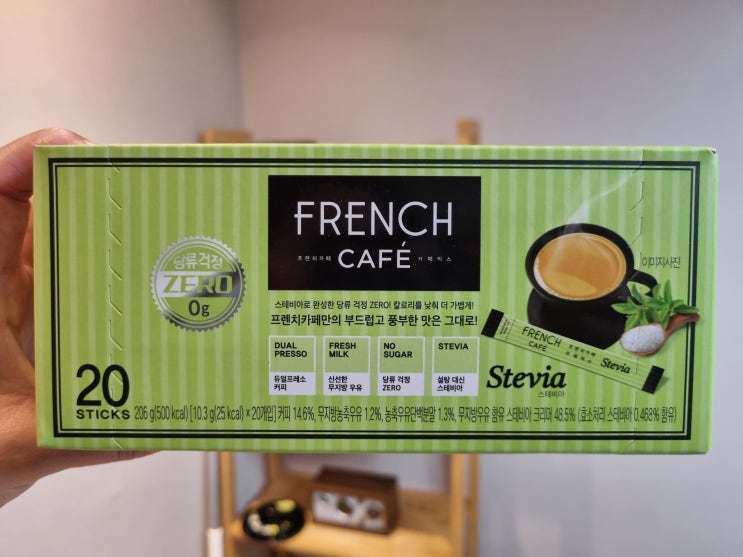 FRENCH
CAFÉ
프렌치카페
카페믹스
당류걱정
ZERO
0g
스테비아로 완성한 당류 걱정 ZERO! 칼로리를 낮춰 더 가볍게!
프렌치카페만의 부드럽고 풍부한 맛은 그대로!
DUAL
PRESSO
듀얼프레소
커피
FRESH
MILK
신선한
무지방 우유
NO
SUGAR
당류 걱정
ZERO
STEVIA
설탕 대신
스테비아
이미지사진
FRENCH
CAFÉ
프렌치카페
카페믹스
Stevia
Stevia
스테비아
20
STICKS
206 g(500 kcal) [10.3 g(25 kcal) × 20개입] 커피 14.6%, 무지방농축우유 1.2%, 농축우유단백분말 1.3%, 무지방우유 함유 스테비아 크리머 48.5% (효소처리 스테비아 0.468% 함유)